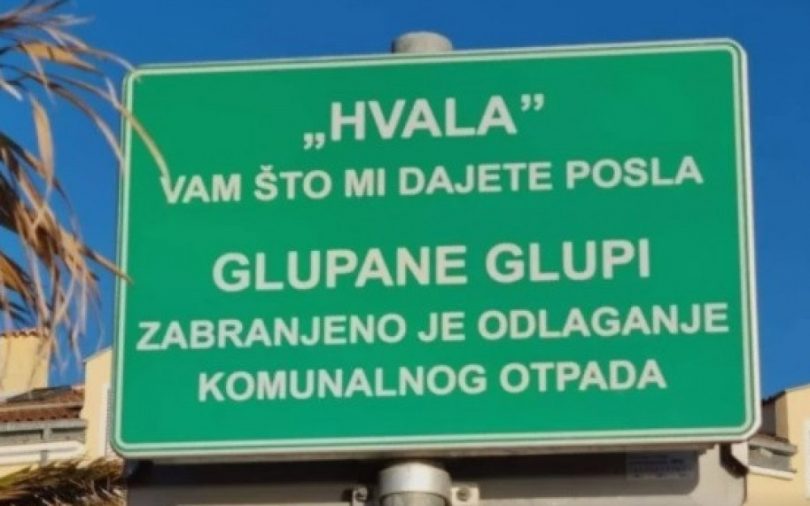 „HVALA”
VAM ŠTO MI DAJETE POSLA
GLUPANE GLUPI
ZABRANJENO JE ODLAGANJE
KOMUNALNOG OTPADA